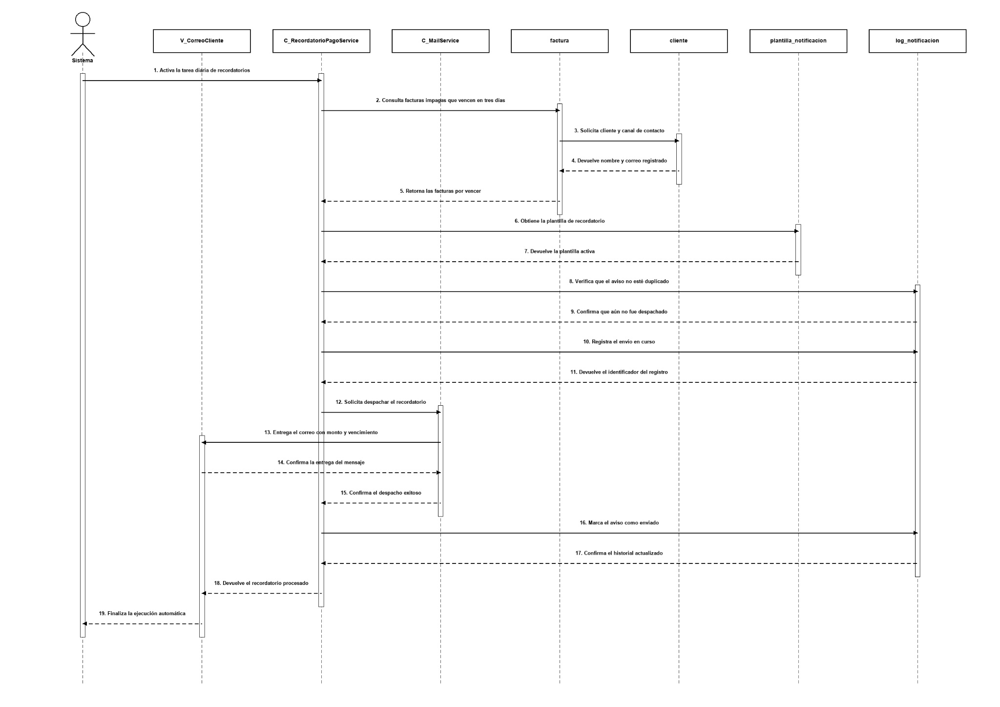 Sistema
V_CorreoCliente
C_RecordatorioPagoService
C_MailService
factura
cliente
plantilla_notificacion
log_notificacion
1. Activa la tarea diaria de recordatorios
2. Consulta facturas impagas que vencen en tres días
3. Solicita cliente y canal de contacto
4. Devuelve nombre y correo registrado
5. Retorna las facturas por vencer
6. Obtiene la plantilla de recordatorio
7. Devuelve la plantilla activa
8. Verifica que el aviso no esté duplicado
9. Confirma que aún no fue despachado
10. Registra el envío en curso
11. Devuelve el identificador del registro
12. Solicita despachar el recordatorio
13. Entrega el correo con monto y vencimiento
14. Confirma la entrega del mensaje
15. Confirma el despacho exitoso
16. Marca el aviso como enviado
17. Confirma el historial actualizado
18. Devuelve el recordatorio procesado
19. Finaliza la ejecución automática